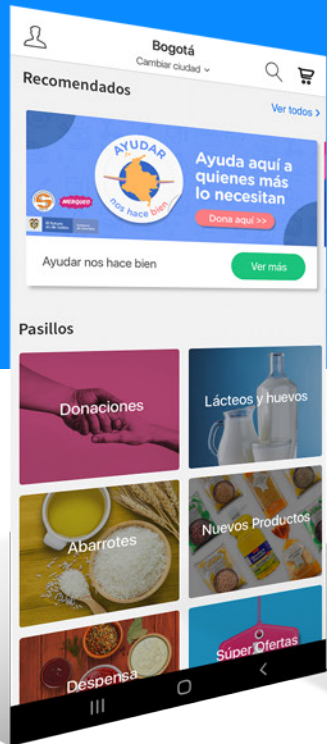 Bogotá
Cambiar ciudad
Recomendados
Ver todos >
AYUDAR
nos hace bien
Ayuda aquí a
quienes más
lo necesitan
Dona aquí >>
MERQUEO
Ayudar nos hace bien
Ver más
Pasillos
Donaciones
Lácteos y huevos
Abarrotes
Nuevos Productos
Despensa
Súper Ofertas